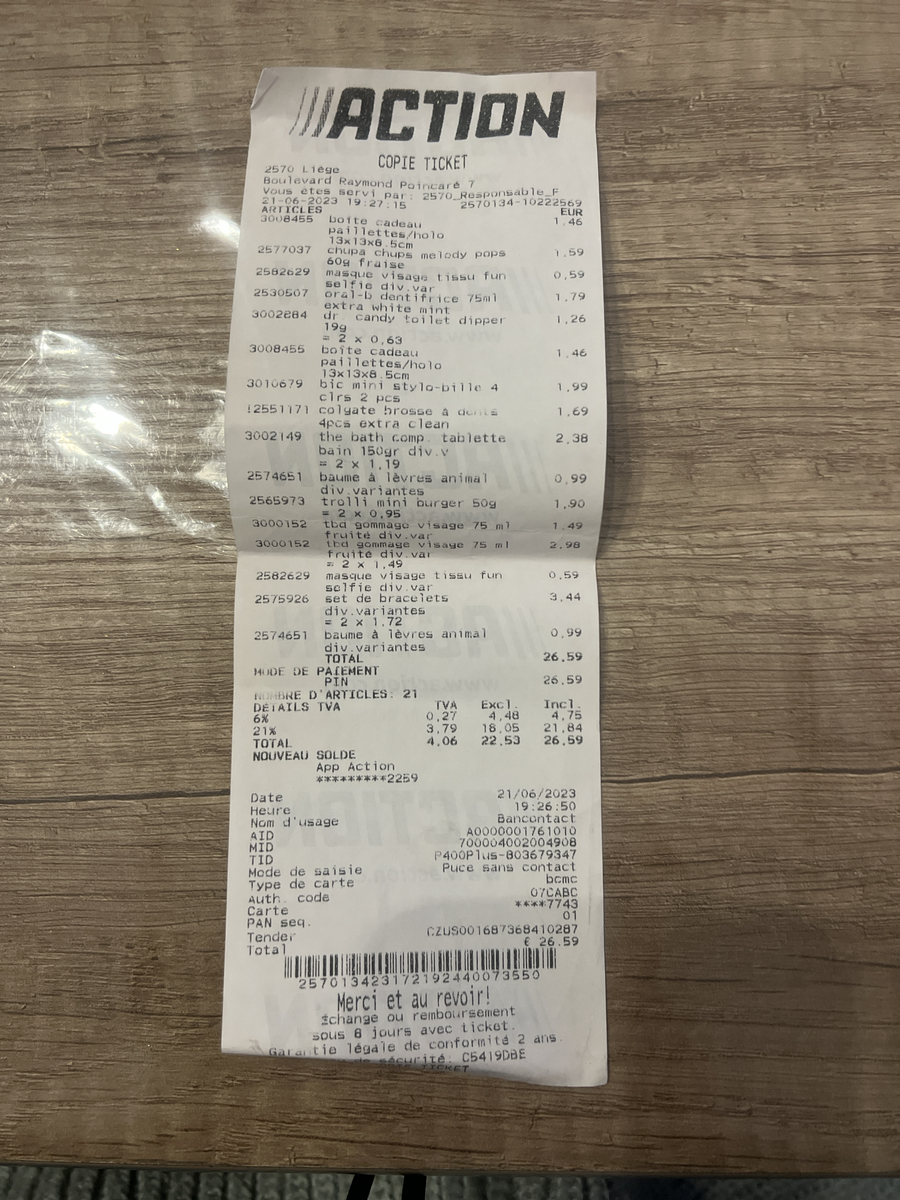 ACTION
COPIE TICKET
2570 Liège
Boulevard Raymond Poincaré 7
Vous êtes servi par: 2570_Responsable_F
21-06-2023 19:27:15 2570134-10222569
ARTICLES EUR
3008455 boîte cadeau 1,46
paillettes/holo
13x13x8.5cm
2577037 chupa chups melody pops 1,59
60g fraise
2582629 masque visage tissu fun 0,59
selfie div.var
2530507 oral-b dentifrice 75ml 1,79
extra white mint
3002884 dr. candy toilet dipper 1,26
19g
= 2 x 0,63
3008455 boîte cadeau 1,46
paillettes/holo
13x13x8.5cm
3010679 bic mini stylo-bille 4 1,99
clrs 2 pcs
!2551171 colgate brosse à dents 1,69
4pcs extra clean
3002149 the bath comp. tablette 2,38
bain 150gr div.v
= 2 x 1,19
2574651 baume à lèvres animal 0,99
div.variantes
2565973 trolli mini burger 50g 1,90
= 2 x 0,95
3000152 tbd gommage visage 75 ml 1,49
fruité div.var
3000152 tbd gommage visage 75 ml 2,98
fruité div.var
= 2 x 1,49
2582629 masque visage tissu fun 0,59
selfie div.var
2575926 set de bracelets 3,44
div.variantes
= 2 x 1,72
2574651 baume à lèvres animal 0,99
div.variantes
TOTAL 26,59
MODE DE PAIEMENT
PIN 26,59
NOMBRE D'ARTICLES: 21
DÉTAILS TVA TVA Excl. Incl.
6% 0,27 4,48 4,75
21% 3,79 18,05 21,84
TOTAL 4,06 22,53 26,59
NOUVEAU SOLDE
App Action
*********2259
Date 21/06/2023
Heure 19:26:50
Nom d'usage Bancontact
AID A0000001761010
MID 700004002004908
TID P400Plus-803679347
Mode de saisie Puce sans contact
Type de carte bcmc
Auth. code 07CABC
Carte ****7743
PAN seq. 01
Tender CZUS001687368410287
Total € 26.59
2570134231721924400735​50
Merci et au revoir!
Échange ou remboursement
sous 8 jours avec ticket.
Garantie légale de conformité 2 ans.
de sécurité: C5419DBE
TICKET